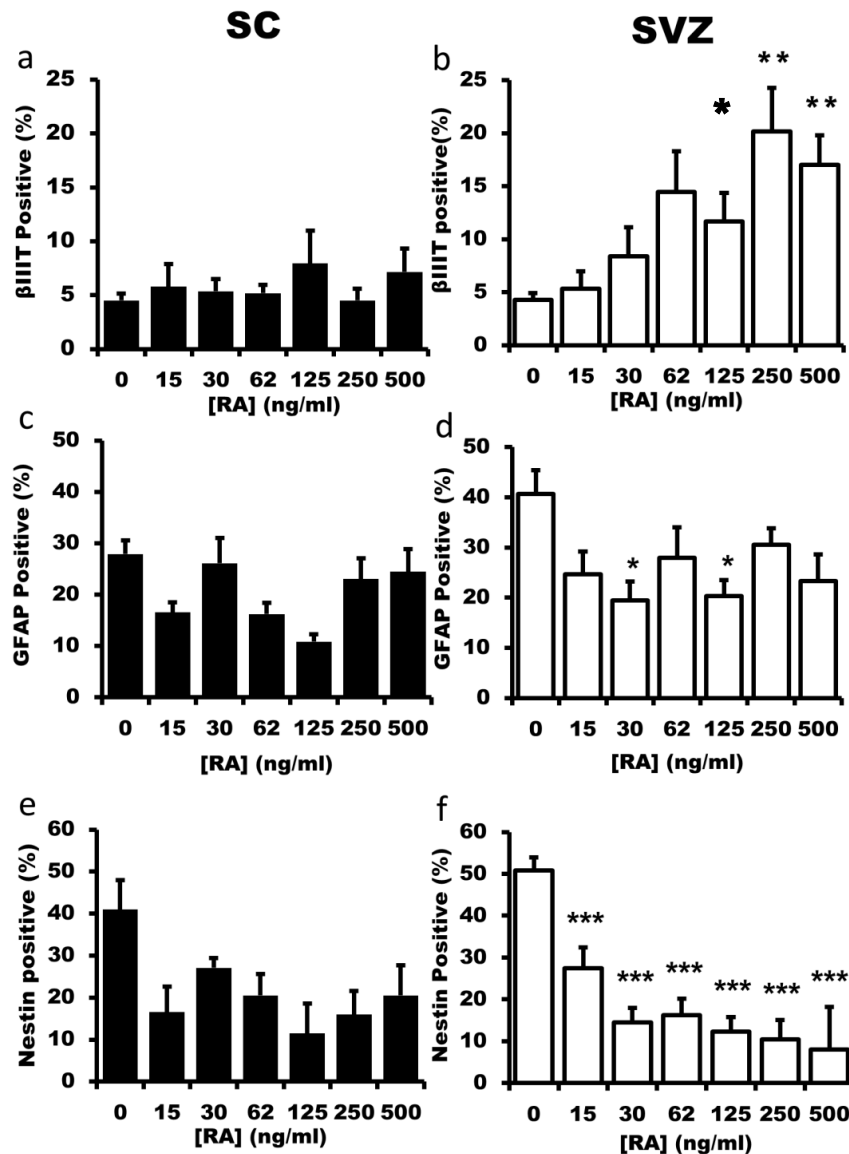 SC
SVZ
a
βIIIT Positive (%)
25
20
15
10
5
0
0 15 30 62 125 250 500
[RA] (ng/ml)
b
βIIIT positive(%)
25
20
15
10
5
0
* ** **
0 15 30 62 125 250 500
[RA] (ng/ml)
c
GFAP Positive (%)
50
40
30
20
10
0
0 15 30 62 125 250 500
[RA] (ng/ml)
d
GFAP Positive (%)
50
40
30
20
10
0
* *
0 15 30 62 125 250 500
[RA] (ng/ml)
e
Nestin positive (%)
60
50
40
30
20
10
0
0 15 30 62 125 250 500
[RA] (ng/ml)
f
Nestin Positive (%)
60
50
40
30
20
10
0
*** *** *** *** *** ***
0 15 30 62 125 250 500
[RA] (ng/ml)